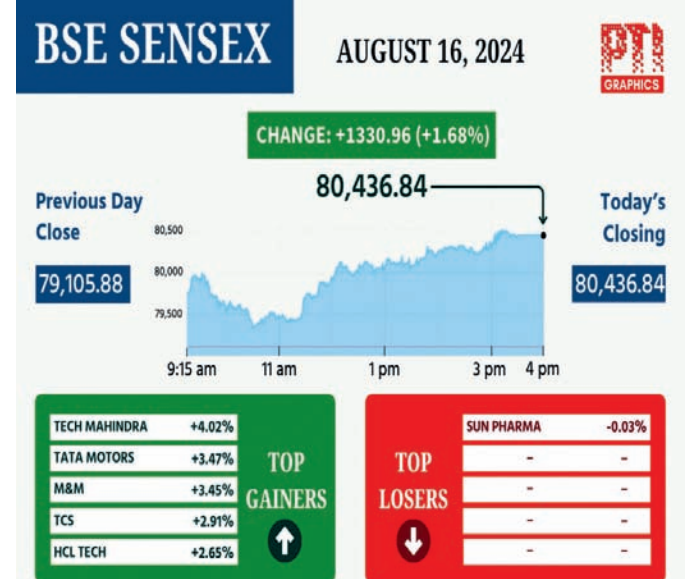 BSE SENSEX
AUGUST 16, 2024
PTI
GRAPHICS
CHANGE: +1330.96 (+1.68%)
80,436.84
Previous Day
Close
79,105.88
Today's
Closing
80,436.84
80,500
80,000
79,500
9:15 am 11 am 1 pm 3 pm 4 pm
TECH MAHINDRA +4.02%
TATA MOTORS +3.47%
M&M +3.45%
TCS +2.91%
HCL TECH +2.65%
TOP
GAINERS
TOP
LOSERS
SUN PHARMA -0.03%
- -
- -
- -
- -